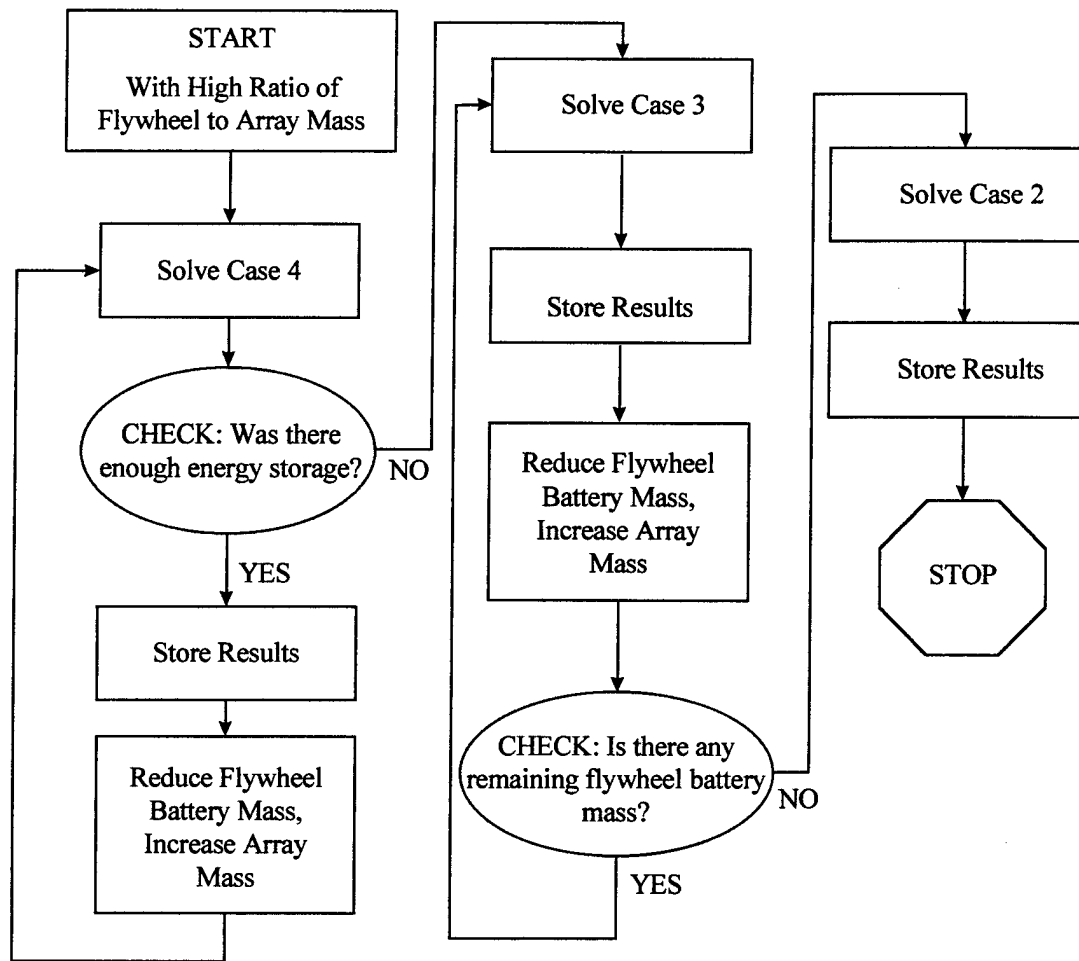 START
With High Ratio of
Flywheel to Array Mass
Solve Case 4
CHECK: Was there
enough energy storage?
NO
YES
Store Results
Reduce Flywheel
Battery Mass,
Increase Array
Mass
Solve Case 3
Store Results
Reduce Flywheel
Battery Mass,
Increase Array
Mass
CHECK: Is there any
remaining flywheel battery
mass?
NO
YES
Solve Case 2
Store Results
STOP